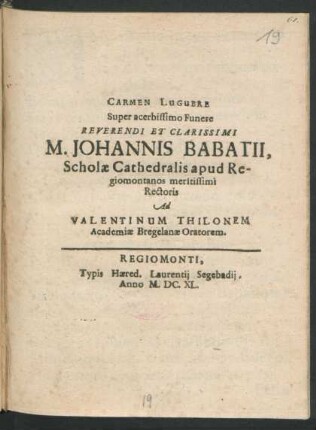 19
CARMEN LUGUBRE
Super acerbissimo Funere
REVERENDI ET CLARISSIMI
M. JOHANNIS BABATII,
Scholæ Cathedralis apud Re-
giomontanos meritissimi
Rectoris
Ad
VALENTINUM THILONEM
Academiæ Bregelanæ Oratorem.
REGIOMONTI,
Typis Hæred. Laurentij Segebadij.
Anno M. DC. XL.
19